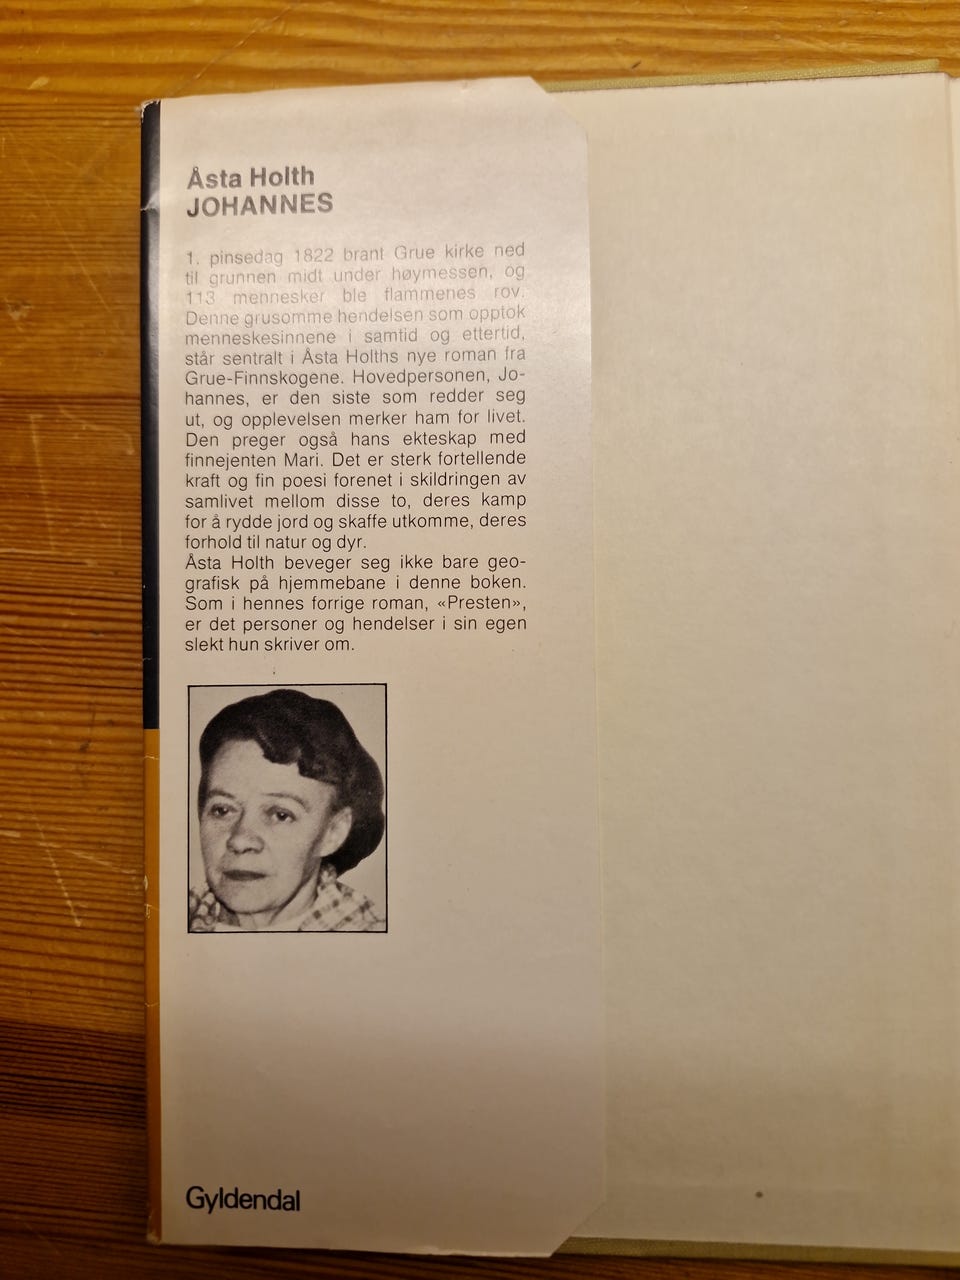 Åsta Holth
JOHANNES
1. pinsedag 1822 brant Grue kirke ned
til grunnen midt under høymessen, og
113 mennesker ble flammenes rov.
Denne grusomme hendelsen som opptok
menneskesinnene i samtid og ettertid,
står sentralt i Åsta Holths nye roman fra
Grue-Finnskogene. Hovedpersonen, Jo-
hannes, er den siste som redder seg
ut, og opplevelsen merker ham for livet.
Den preger også hans ekteskap med
finnejenten Mari. Det er sterk fortellende
kraft og fin poesi forenet i skildringen av
samlivet mellom disse to, deres kamp
for å rydde jord og skaffe utkomme, deres
forhold til natur og dyr.
Åsta Holth beveger seg ikke bare geo-
grafisk på hjemmebane i denne boken.
Som i hennes forrige roman, «Presten»,
er det personer og hendelser i sin egen
slekt hun skriver om.
Gyldendal